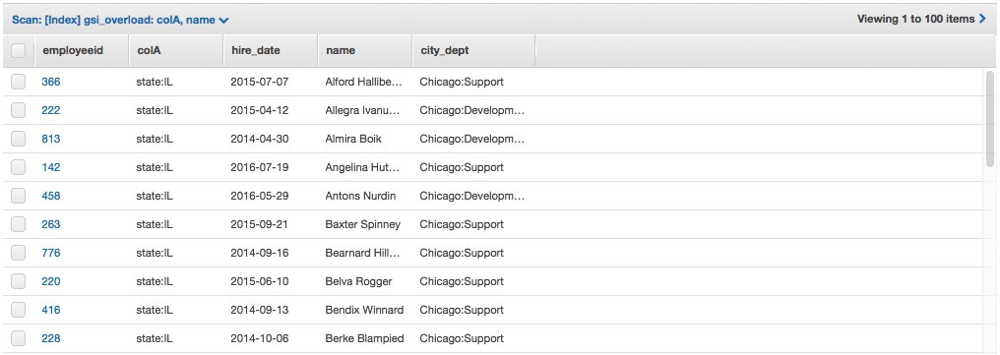 Scan: [Index] gsi_overload: colA, name Viewing 1 to 100 items
employeeid colA hire_date name city_dept
366 state:IL 2015-07-07 Alford Hallibe… Chicago:Support
222 state:IL 2015-04-12 Allegra Ivanu… Chicago:Developm…
813 state:IL 2014-04-30 Almira Boik Chicago:Developm…
142 state:IL 2016-07-19 Angelina Hut… Chicago:Support
458 state:IL 2016-05-29 Antons Nurdin Chicago:Developm…
263 state:IL 2015-09-21 Baxter Spinney Chicago:Support
776 state:IL 2014-09-16 Bearnard Hill… Chicago:Support
220 state:IL 2015-06-10 Belva Rogger Chicago:Support
416 state:IL 2014-09-13 Bendix Winnard Chicago:Support
228 state:IL 2014-10-06 Berke Blampied Chicago:Support